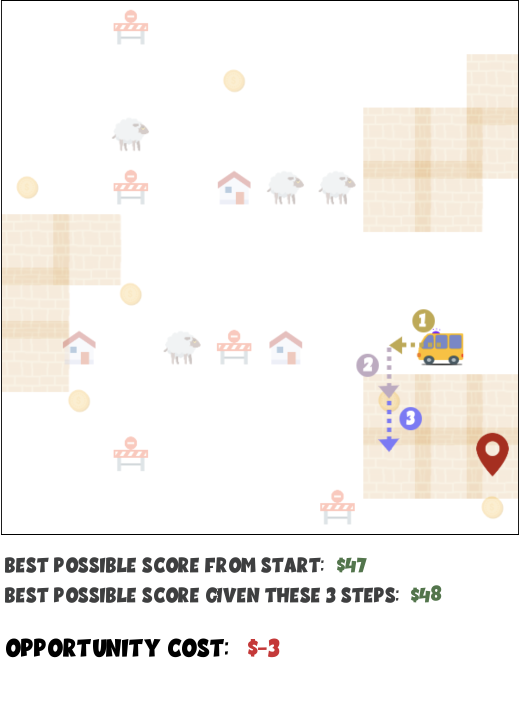 1
2
3
BEST POSSIBLE SCORE FROM START: $47
BEST POSSIBLE SCORE GIVEN THESE 3 STEPS: $48
OPPORTUNITY COST: $-3